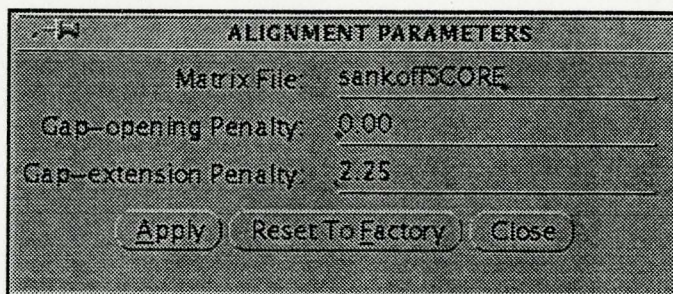 ALIGNMENT PARAMETERS
Matrix File: sankoffSCORE
Gap-opening Penalty: 0.00
Gap-extension Penalty: 2.25
Apply Reset To Factory Close